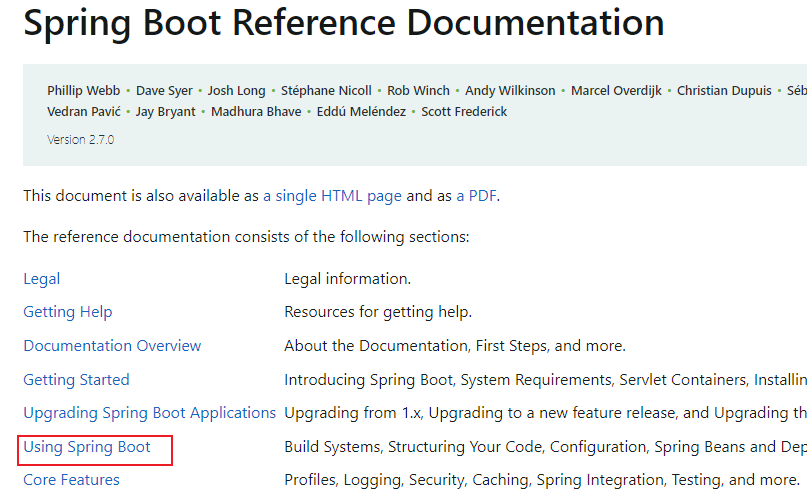 Spring Boot Reference Documentation
Phillip Webb • Dave Syer • Josh Long • Stéphane Nicoll • Rob Winch • Andy Wilkinson • Marcel Overdijk • Christian Dupuis • Séb
Vedran Pavić • Jay Bryant • Madhura Bhave • Eddú Meléndez • Scott Frederick
Version 2.7.0
This document is also available as a single HTML page and as a PDF.
The reference documentation consists of the following sections:
Legal Legal information.
Getting Help Resources for getting help.
Documentation Overview About the Documentation, First Steps, and more.
Getting Started Introducing Spring Boot, System Requirements, Servlet Containers, Installin
Upgrading Spring Boot Applications Upgrading from 1.x, Upgrading to a new feature release, and Upgrading th
Using Spring Boot Build Systems, Structuring Your Code, Configuration, Spring Beans and Dep
Core Features Profiles, Logging, Security, Caching, Spring Integration, Testing, and more.